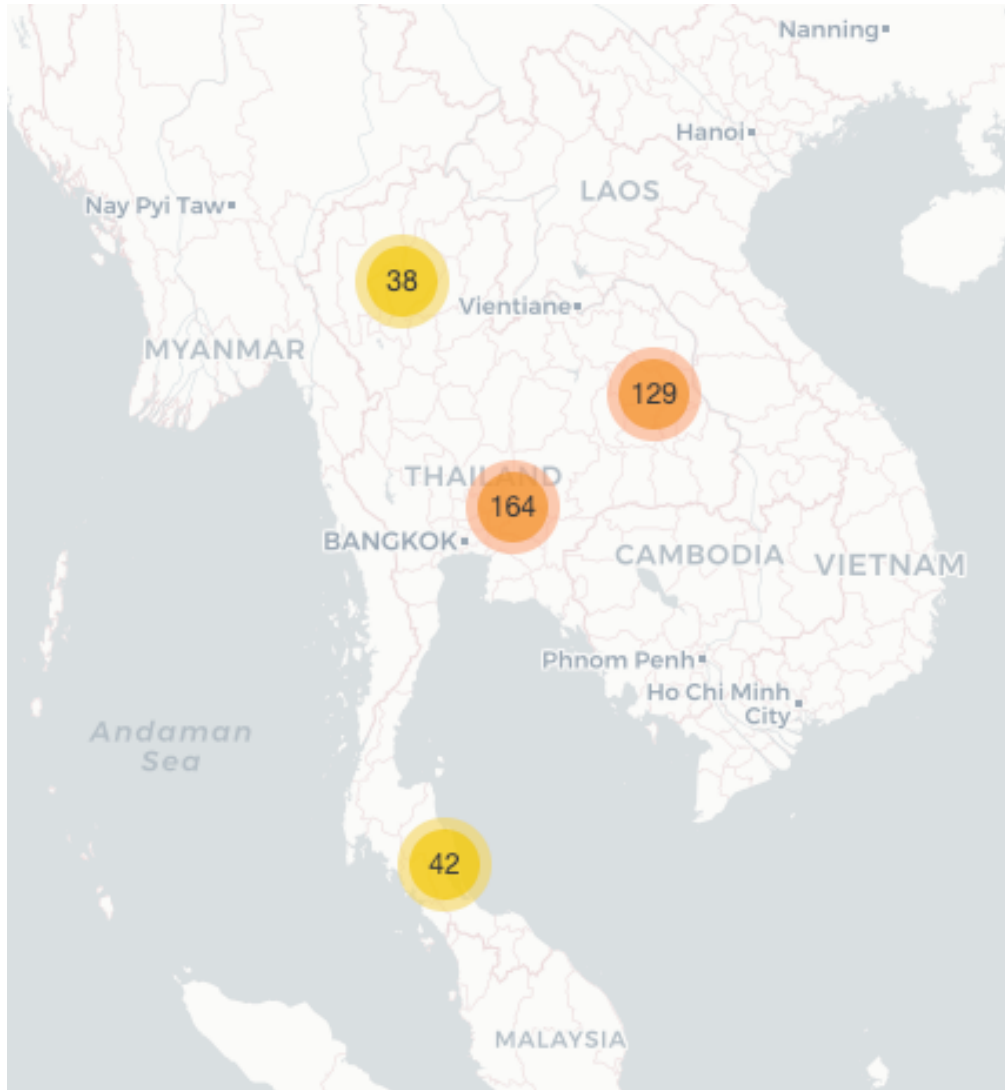 Nanning
Hanoi
LAOS
Nay Pyi Taw
38
Vientiane
MYANMAR
129
THAILAND
164
BANGKOK
CAMBODIA
VIETNAM
Phnom Penh
Ho Chi Minh
City
Andaman
Sea
42
MALAYSIA